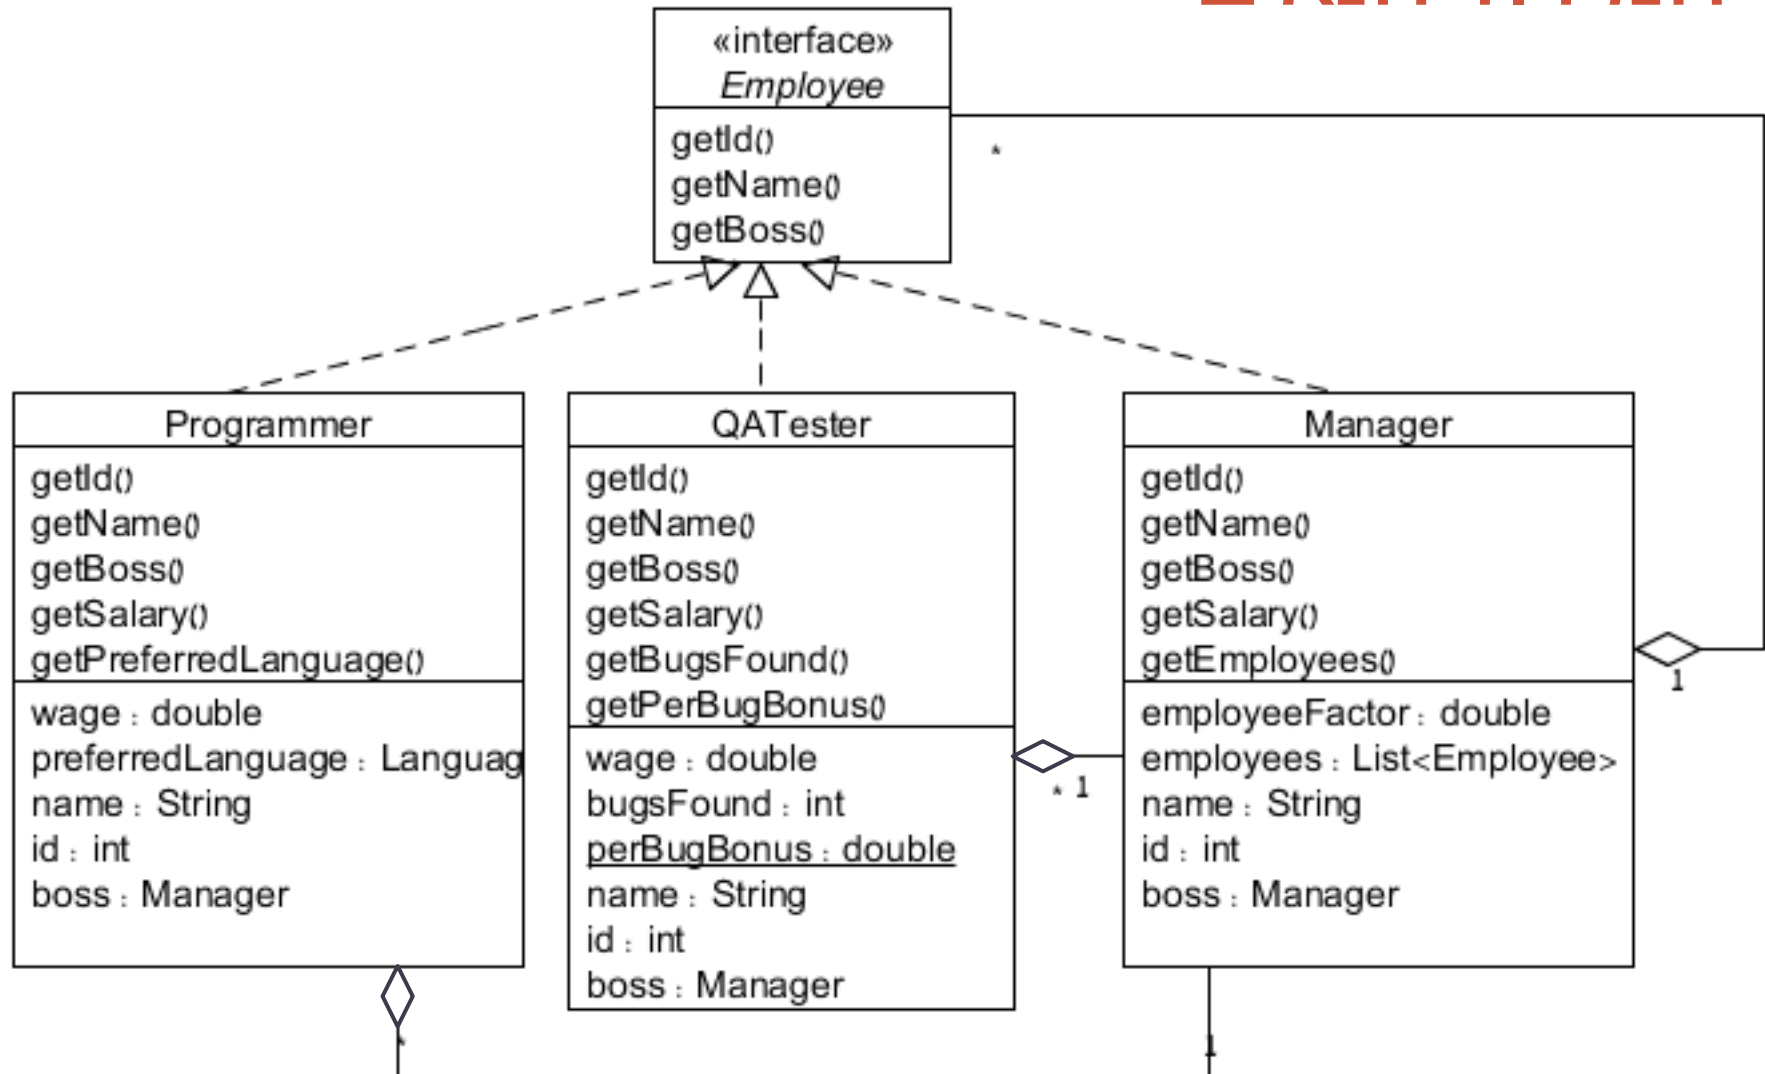 «interface»
Employee
getId()
getName()
getBoss()
*
Programmer
getId()
getName()
getBoss()
getSalary()
getPreferredLanguage()
wage : double
preferredLanguage : Languag
name : String
id : int
boss : Manager
*
QATester
getId()
getName()
getBoss()
getSalary()
getBugsFound()
getPerBugBonus()
wage : double
bugsFound : int
perBugBonus : double
name : String
id : int
boss : Manager
* 1
Manager
getId()
getName()
getBoss()
getSalary()
getEmployees()
employeeFactor : double
employees : List<Employee>
name : String
id : int
boss : Manager
1
1